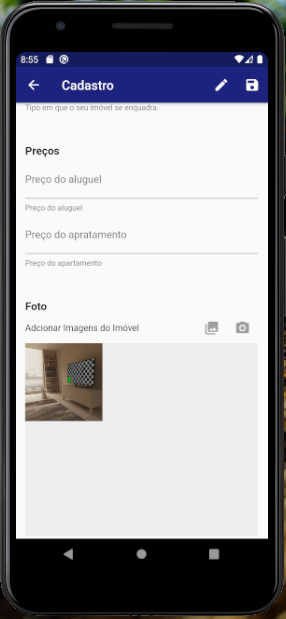 8:55
Cadastro
Tipo em que o seu imóvel se enquadra.
Preços
Preço do aluguel
Preço do aluguel
Preço do apratamento
Preço do apartamento
Foto
Adcionar Imagens do Imóvel